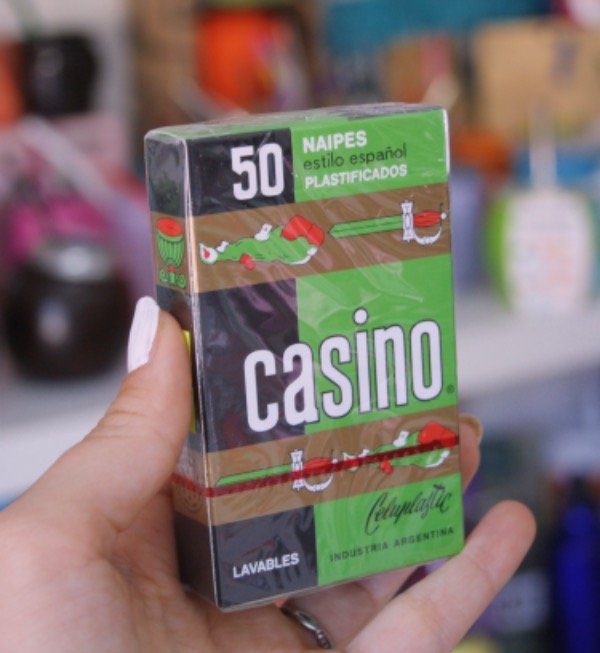 50
NAIPES
estilo español
PLASTIFICADOS
casino
Celuplastic
LAVABLES
INDUSTRIA ARGENTINA